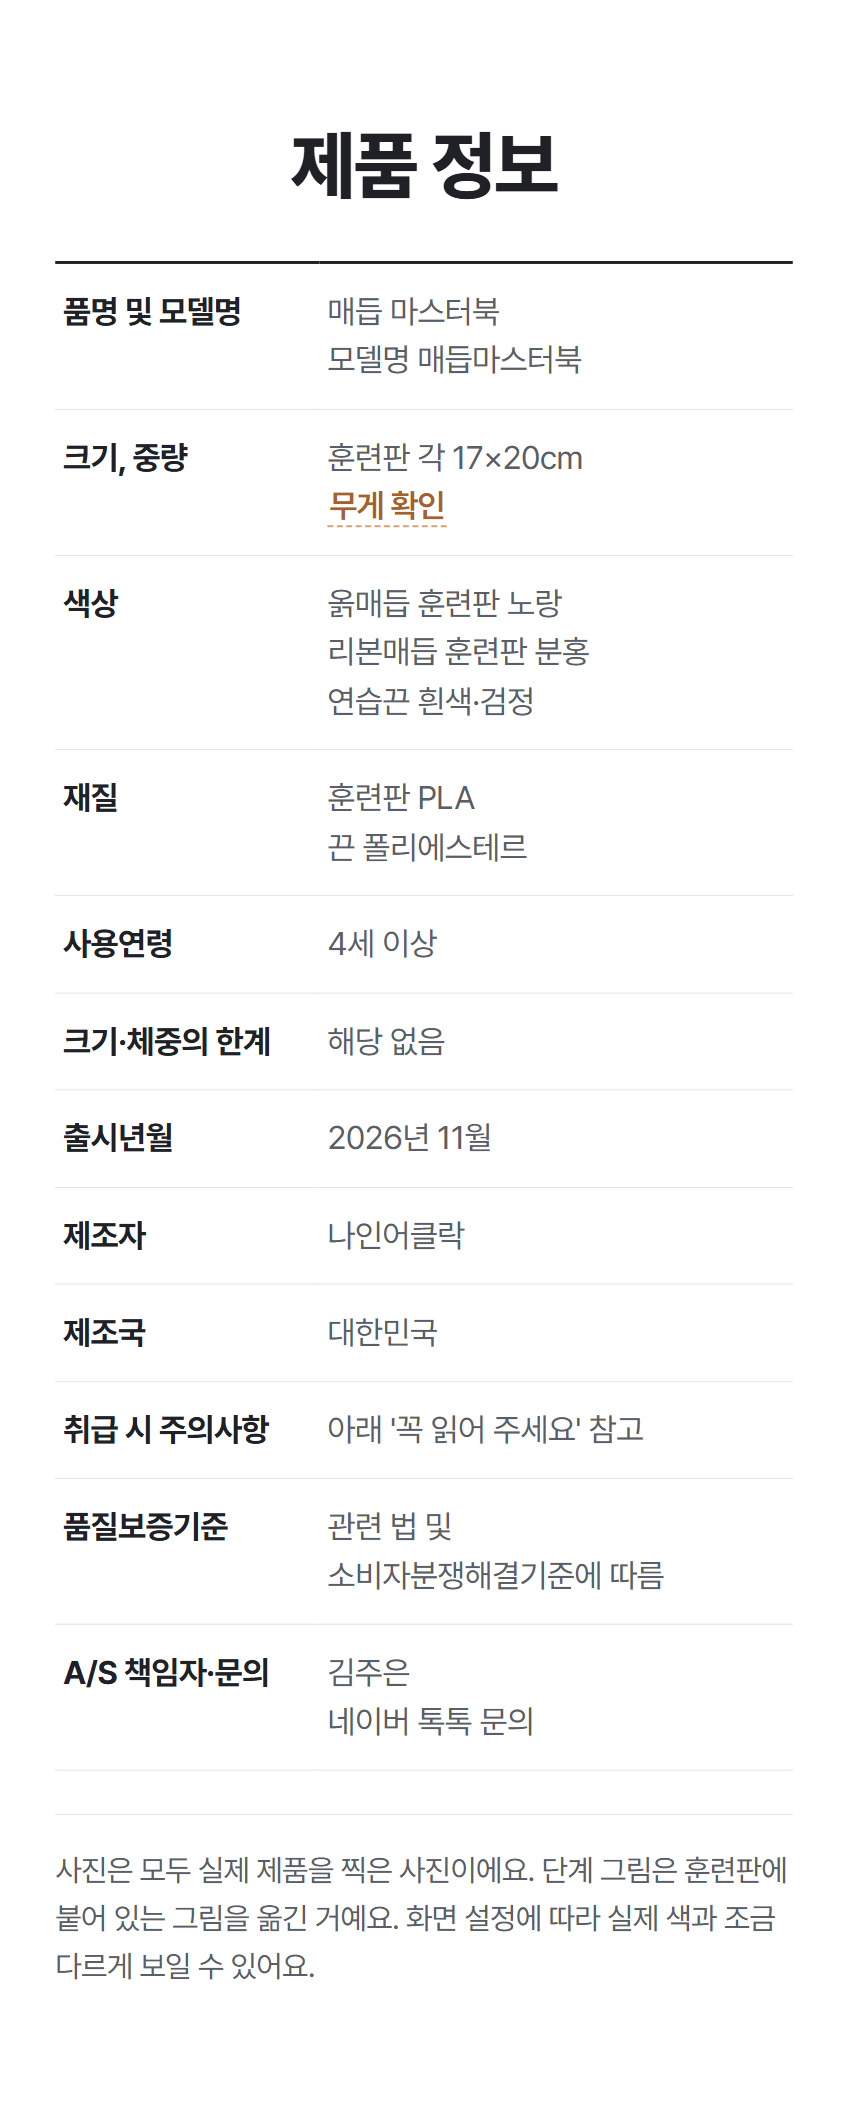 제품 정보
품명 및 모델명
매듭 마스터북
모델명 매듭마스터북
크기, 중량
훈련판 각 17×20cm
무게 확인
색상
옭매듭 훈련판 노랑
리본매듭 훈련판 분홍
연습끈 흰색·검정
재질
훈련판 PLA
끈 폴리에스테르
사용연령
4세 이상
크기·체중의 한계
해당 없음
출시년월
2026년 11월
제조자
나인어클락
제조국
대한민국
취급 시 주의사항
아래 '꼭 읽어 주세요' 참고
품질보증기준
관련 법 및
소비자분쟁해결기준에 따름
A/S 책임자·문의
김주은
네이버 톡톡 문의
사진은 모두 실제 제품을 찍은 사진이에요. 단계 그림은 훈련판에
붙어 있는 그림을 옮긴 거예요. 화면 설정에 따라 실제 색과 조금
다르게 보일 수 있어요.